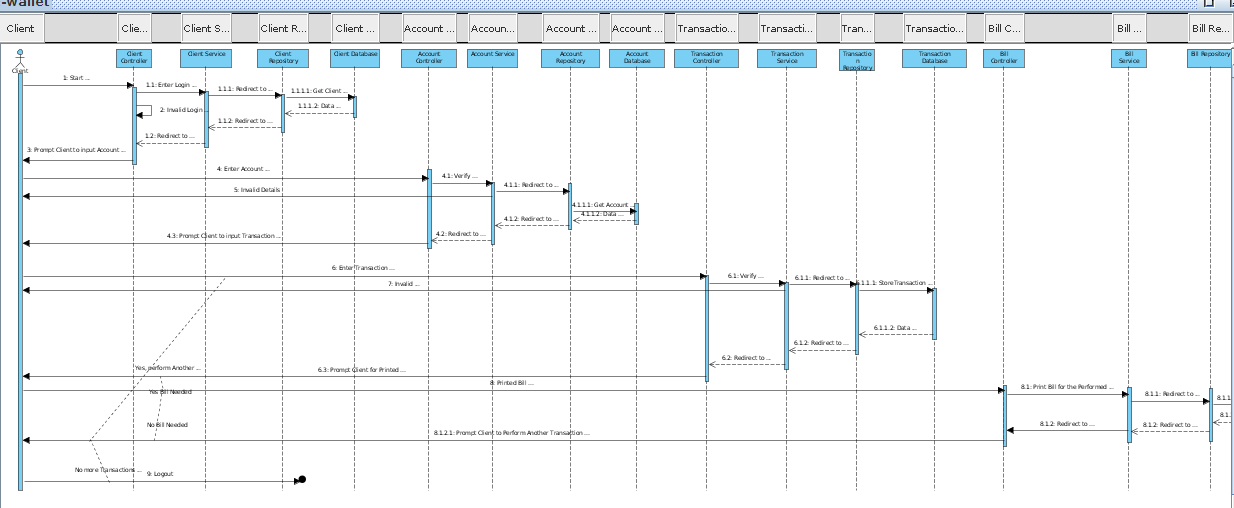 -wallet
Client
Clie...
Client S...
Client R...
Client ...
Account ...
Accoun...
Account ...
Account ...
Transactio...
Transacti...
Tran...
Transactio...
Bill C...
Bill ...
Bill Re...
Client
Client
Controller
Client Service
Client
Repository
Client Database
Account
Controller
Account Service
Account
Repository
Account
Database
Transaction
Controller
Transaction
Service
Transactio
n
Repository
Transaction
Database
Bill
Controller
Bill
Service
Bill Repository
1: Start ...
1.1: Enter Login ...
1.1.1: Redirect to ...
1.1.1.1: Get Client ...
1.1.1.2: Data ...
2: Invalid Login
1.1.2: Redirect to ...
1.2: Redirect to ...
3: Prompt Client to input Account ...
4: Enter Account ...
4.1: Verify ...
4.1.1: Redirect to ...
5: Invalid Details
4.1.1.1: Get Account ...
4.1.1.2: Data ...
4.1.2: Redirect to ...
4.2: Redirect to ...
4.3: Prompt Client to input Transaction ...
6: Enter Transaction ...
6.1: Verify ...
6.1.1: Redirect to ...
6.1.1.1: Store Transaction ...
7: Invalid ...
6.1.1.2: Data ...
6.1.2: Redirect to ...
6.2: Redirect to ...
Yes, perform Another ...
6.3: Prompt Client for Printed ...
8: Printed Bill ...
8.1: Print Bill for the Performed ...
Yes Bill Needed
8.1.1: Redirect to ...
8.1.1
8.1.
No Bill Needed
8.1.2: Redirect to ...
8.1.2: Redirect to ...
8.1.2.1: Prompt Client to Perform Another Transaction ...
No more Transactions ...
9: Logout